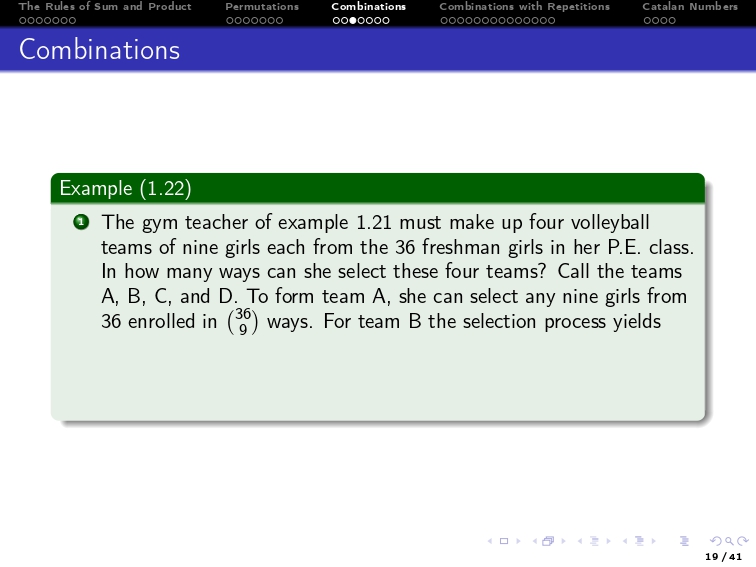 The Rules of Sum and Product Permutations Combinations Combinations with Repetitions Catalan Numbers
Combinations
Example (1.22)
1 The gym teacher of example 1.21 must make up four volleyball
teams of nine girls each from the 36 freshman girls in her P.E. class.
In how many ways can she select these four teams? Call the teams
A, B, C, and D. To form team A, she can select any nine girls from
36 enrolled in (36 9) ways. For team B the selection process yields
19 / 41